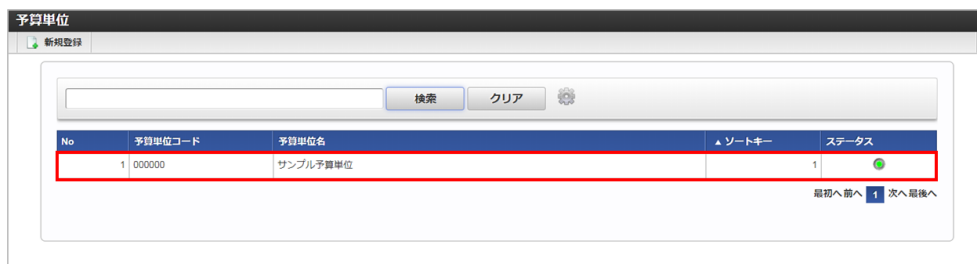 予算単位
新規登録
検索 クリア
No 予算単位コード 予算単位名 ▲ ソートキー ステータス
1 000000 サンプル予算単位 1
最初へ 前へ 1 次へ 最後へ